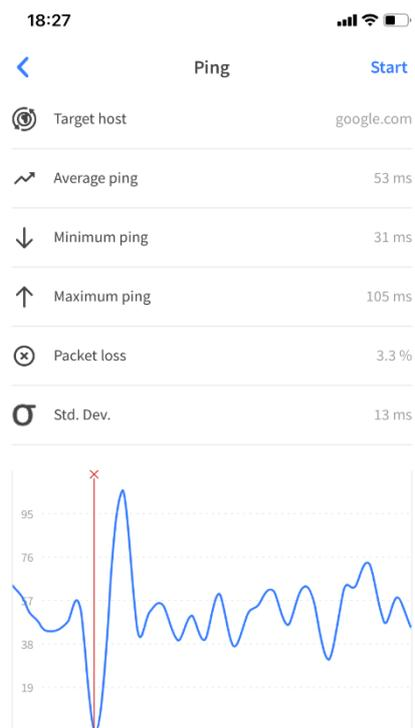 18:27
Ping
Start
Target host google.com
Average ping 53 ms
Minimum ping 31 ms
Maximum ping 105 ms
Packet loss 3.3 %
σ Std. Dev. 13 ms
95
76
57
38
19